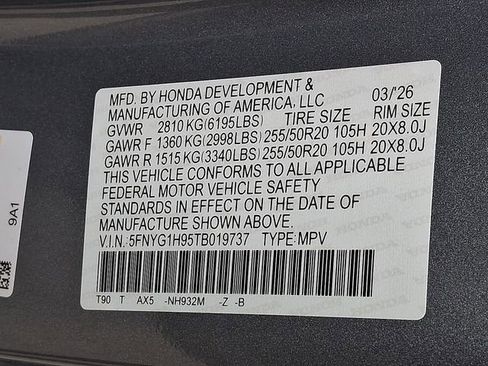 MFD. BY HONDA DEVELOPMENT &
MANUFACTURING OF AMERICA, LLC 03/'26
GVWR 2810 KG(6195LBS) TIRE SIZE RIM SIZE
GAWR F 1360 KG(2998LBS) 255/50R20 105H 20X8.0J
GAWR R 1515 KG(3340LBS) 255/50R20 105H 20X8.0J
THIS VEHICLE CONFORMS TO ALL APPLICABLE
FEDERAL MOTOR VEHICLE SAFETY
STANDARDS IN EFFECT ON THE DATE OF
MANUFACTURE SHOWN ABOVE.
V.I.N.: 5FNYG1H95TB019737 TYPE: MPV
T90 T AX5 -NH932M -Z -B
9A1